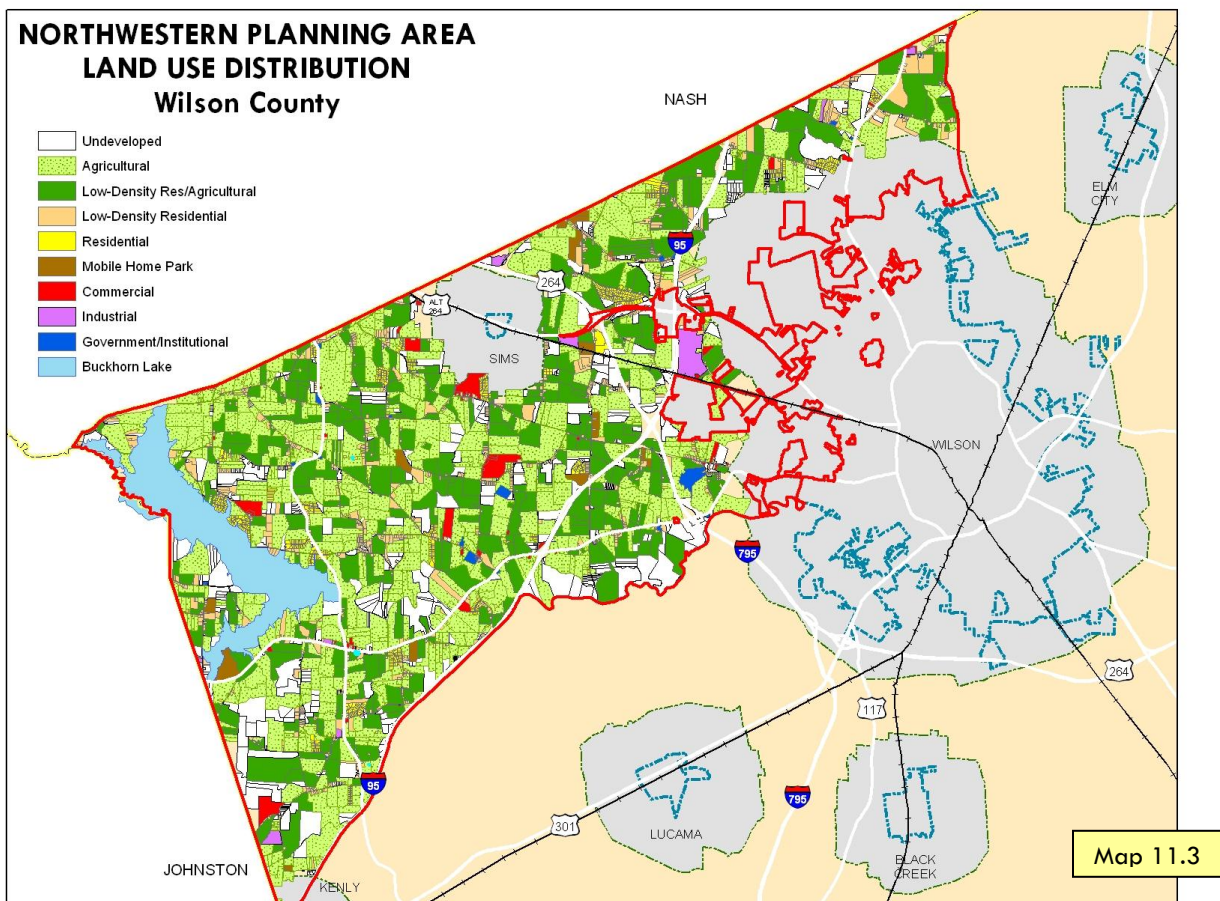 NORTHWESTERN PLANNING AREA
LAND USE DISTRIBUTION
Wilson County
Undeveloped
Agricultural
Low-Density Res/Agricultural
Low-Density Residential
Residential
Mobile Home Park
Commercial
Industrial
Government/Institutional
Buckhorn Lake
NASH
ELM
CITY
95
264
ALT
264
SIMS
WILSON
795
264
117
95
795
301
LUCAMA
BLACK
CREEK
JOHNSTON
KENLY
Map 11.3